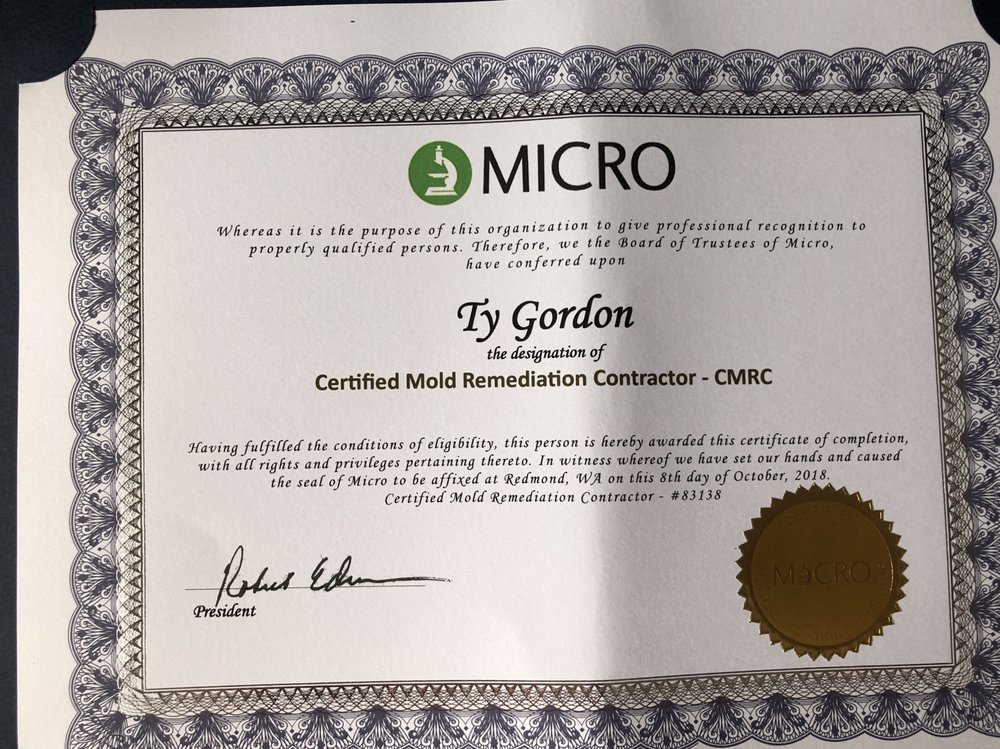 MICRO
Whereas it is the purpose of this organization to give professional recognition to
properly qualified persons. Therefore, we the Board of Trustees of Micro,
have conferred upon
Ty Gordon
the designation of
Certified Mold Remediation Contractor - CMRC
Having fulfilled the conditions of eligibility, this person is hereby awarded this certificate of completion,
with all rights and privileges pertaining thereto. In witness whereof we have set our hands and caused
the seal of Micro to be affixed at Redmond, WA on this 8th day of October, 2018.
Certified Mold Remediation Contractor - #83138
Robert
President
MICRO